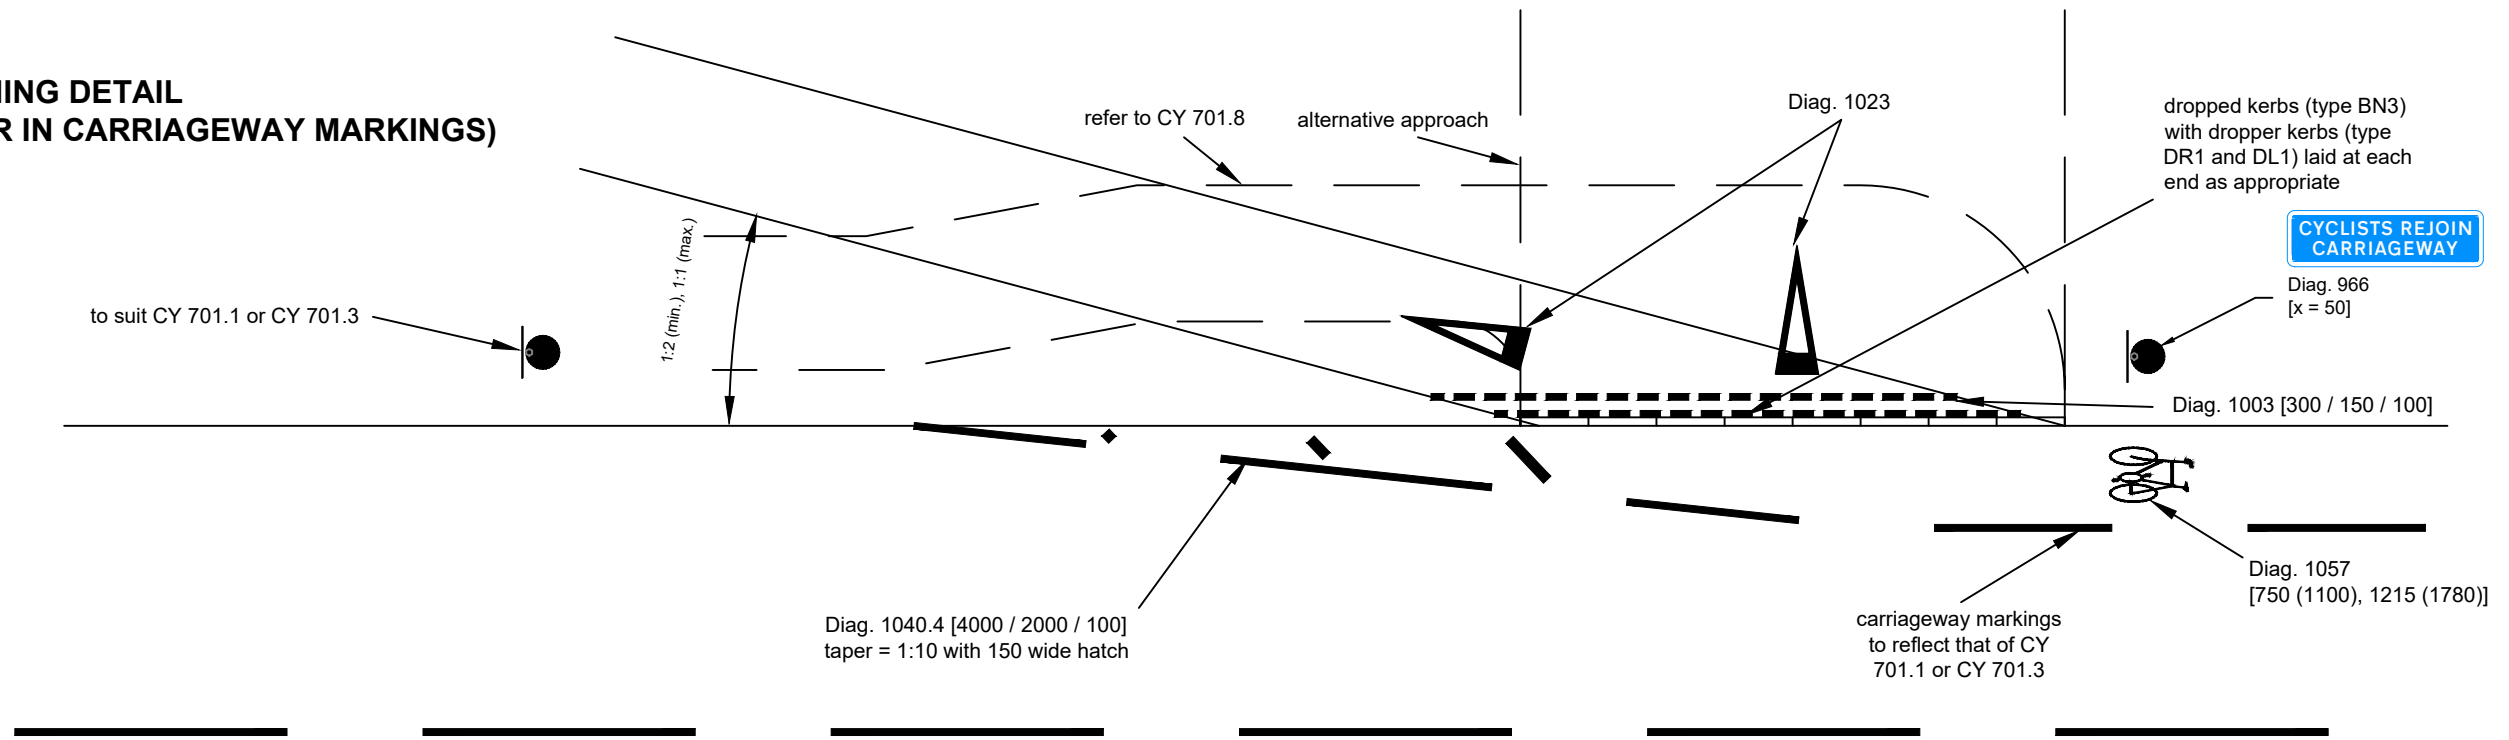 DETAIL
IN CARRIAGEWAY MARKINGS)
refer to CY 701.8
alternative approach
Diag. 1023
dropped kerbs (type BN3)
with dropper kerbs (type
DR1 and DL1) laid at each
end as appropriate
CYCLISTS REJOIN
CARRIAGEWAY
Diag. 966
[x = 50]
to suit CY 701.1 or CY 701.3
1:2 (min.), 1:1 (max.)
Diag. 1003 [300 / 150 / 100]
Diag. 1057
[750 (1100), 1215 (1780)]
Diag. 1040.4 [4000 / 2000 / 100]
taper = 1:10 with 150 wide hatch
carriageway markings
to reflect that of CY
701.1 or CY 701.3